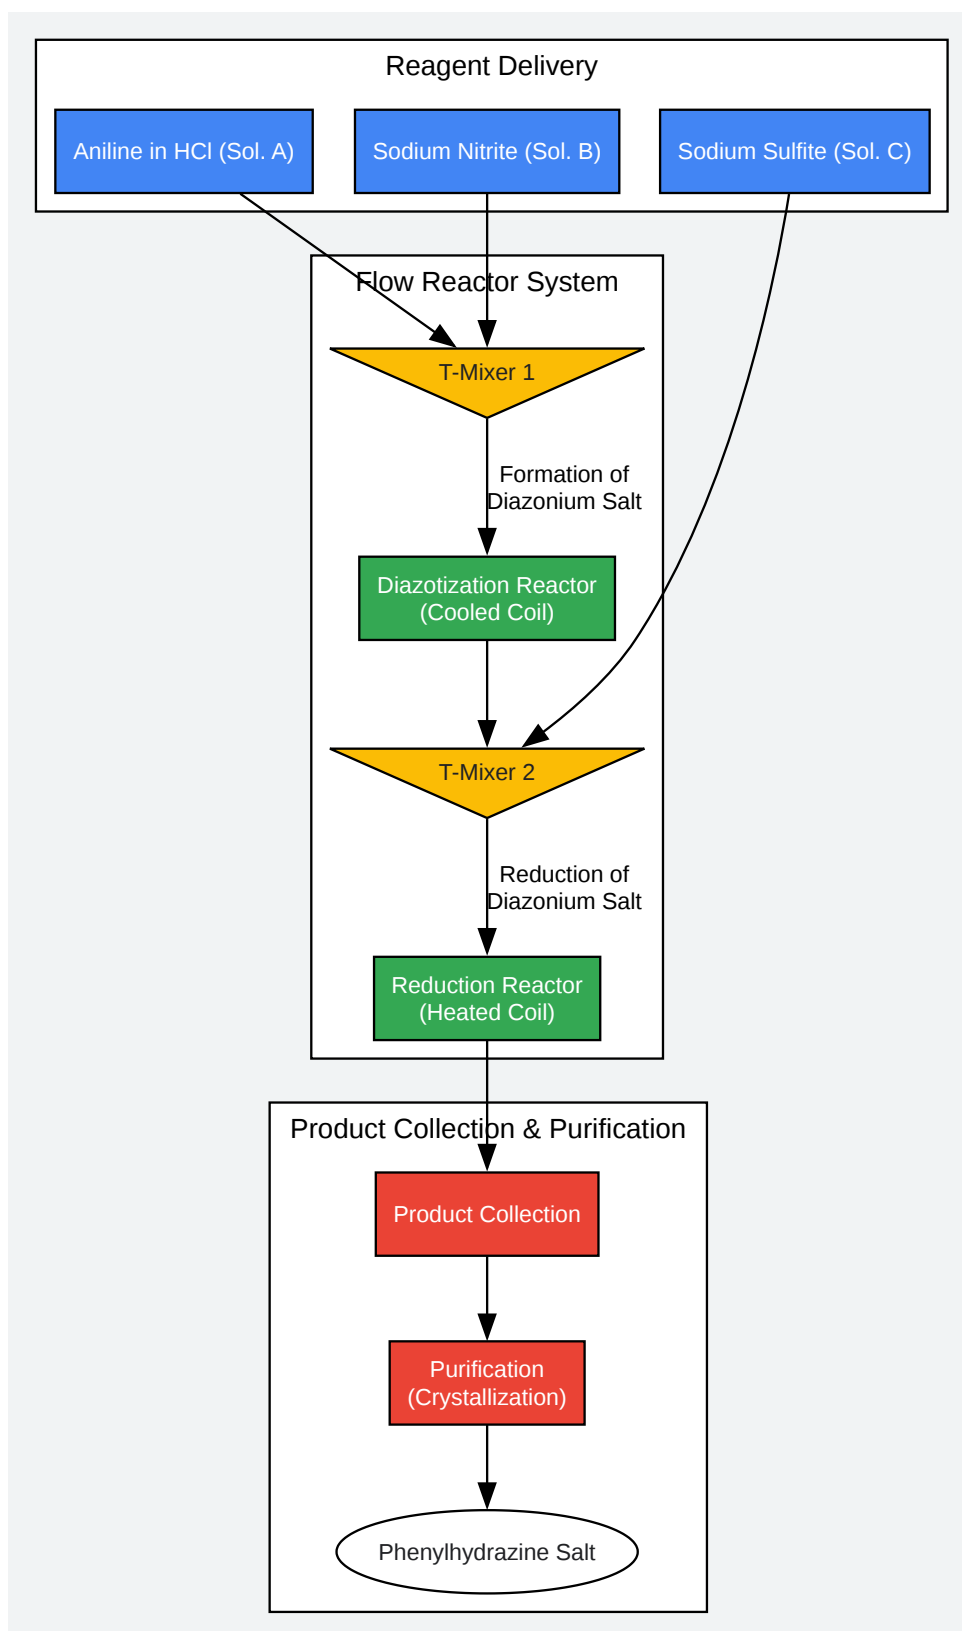 Reagent Delivery
Aniline in HCl (Sol. A)
Sodium Nitrite (Sol. B)
Sodium Sulfite (Sol. C)
Flow Reactor System
T-Mixer 1
Formation of
Diazonium Salt
Diazotization Reactor
(Cooled Coil)
T-Mixer 2
Reduction of
Diazonium Salt
Reduction Reactor
(Heated Coil)
Product Collection & Purification
Product Collection
Purification
(Crystallization)
Phenylhydrazine Salt